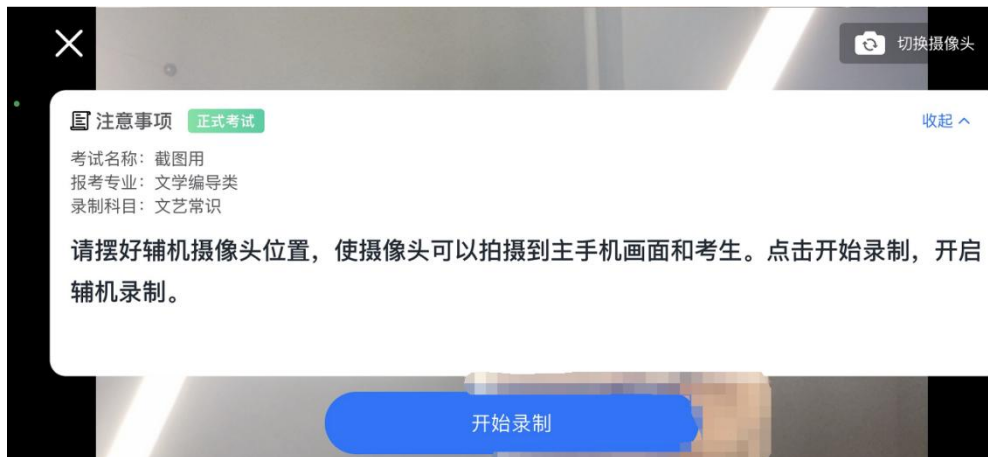 切换摄像头
注意事项 正式考试 收起
考试名称：截图用
报考专业：文学编导类
录制科目：文艺常识
请摆好辅机摄像头位置，使摄像头可以拍摄到主手机画面和考生。点击开始录制，开启
辅机录制。
开始录制